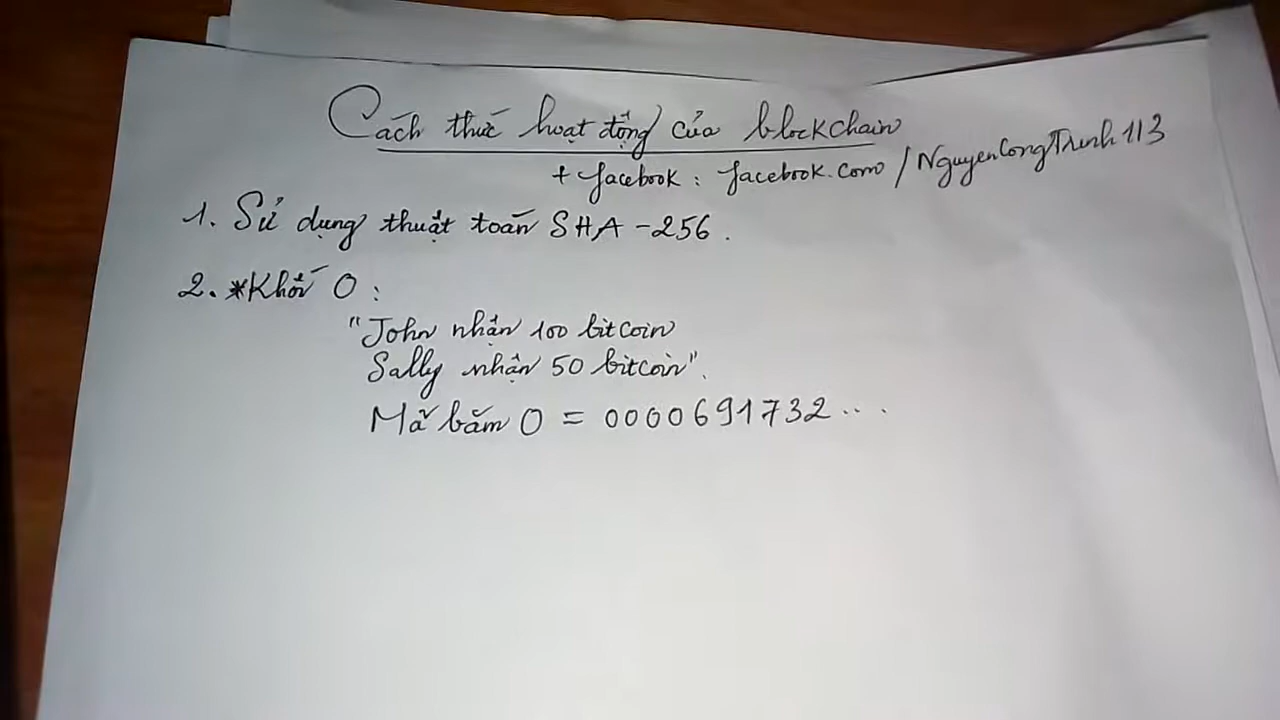 Cách thức hoạt động của blockchain
+ facebook : facebook.com/NguyenCongTrinh113
1. Sử dụng thuật toán SHA-256.
2. *Khối 0 :
"John nhận 100 bitcoin
Sally nhận 50 bitcoin".
Mã băm 0 = 0000691732....